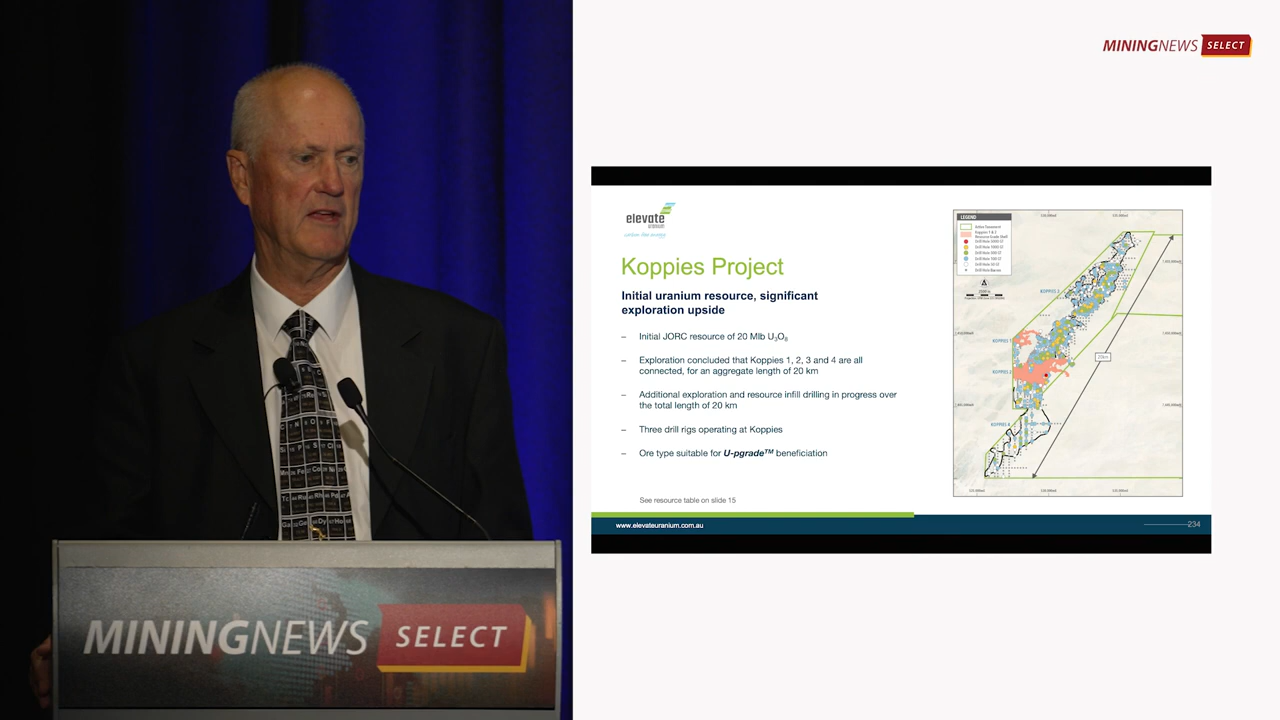 MININGNEWS SELECT
elevate
uranium
carbon-free energy
Koppies Project
Initial uranium resource, significant
exploration upside
– Initial JORC resource of 20 Mlb U₃O₈
– Exploration concluded that Koppies 1, 2, 3 and 4 are all
connected, for an aggregate length of 20 km
– Additional exploration and resource infill drilling in progress over
the total length of 20 km
– Three drill rigs operating at Koppies
– Ore type suitable for U-pgradeTM beneficiation
See resource table on slide 15
www.elevateuranium.com.au
234
LEGEND
KOPPIES 3
KOPPIES 1
KOPPIES 2
KOPPIES 4
20km
MININGNEWS SELECT